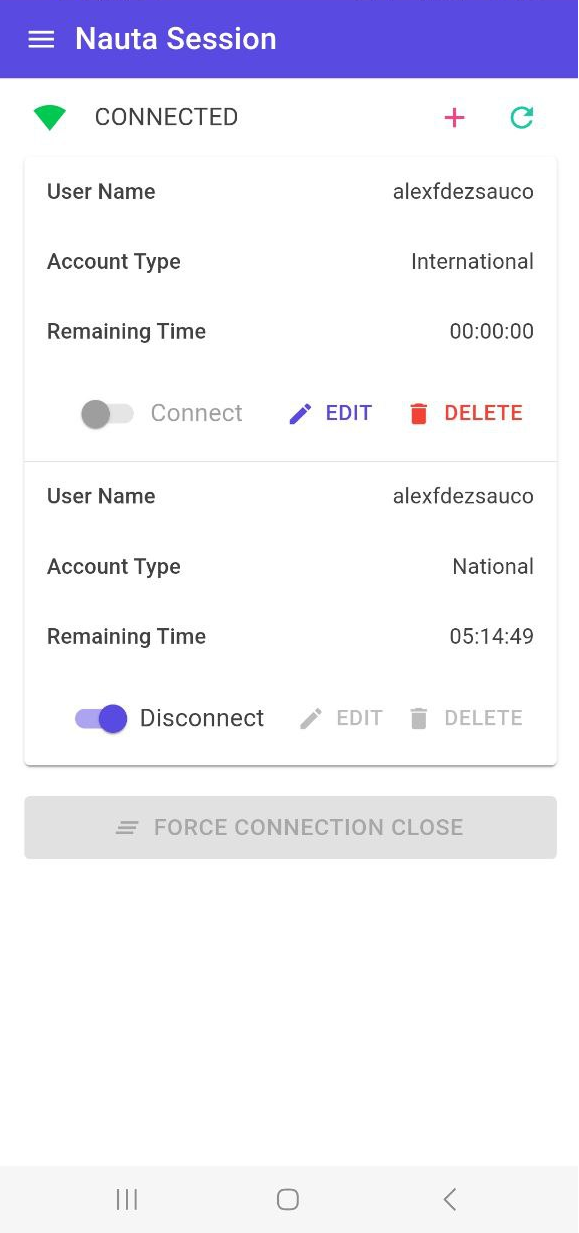 Nauta Session
CONNECTED
User Name alexfdezsauco
Account Type International
Remaining Time 00:00:00
Connect EDIT DELETE
User Name alexfdezsauco
Account Type National
Remaining Time 05:14:49
Disconnect EDIT DELETE
FORCE CONNECTION CLOSE